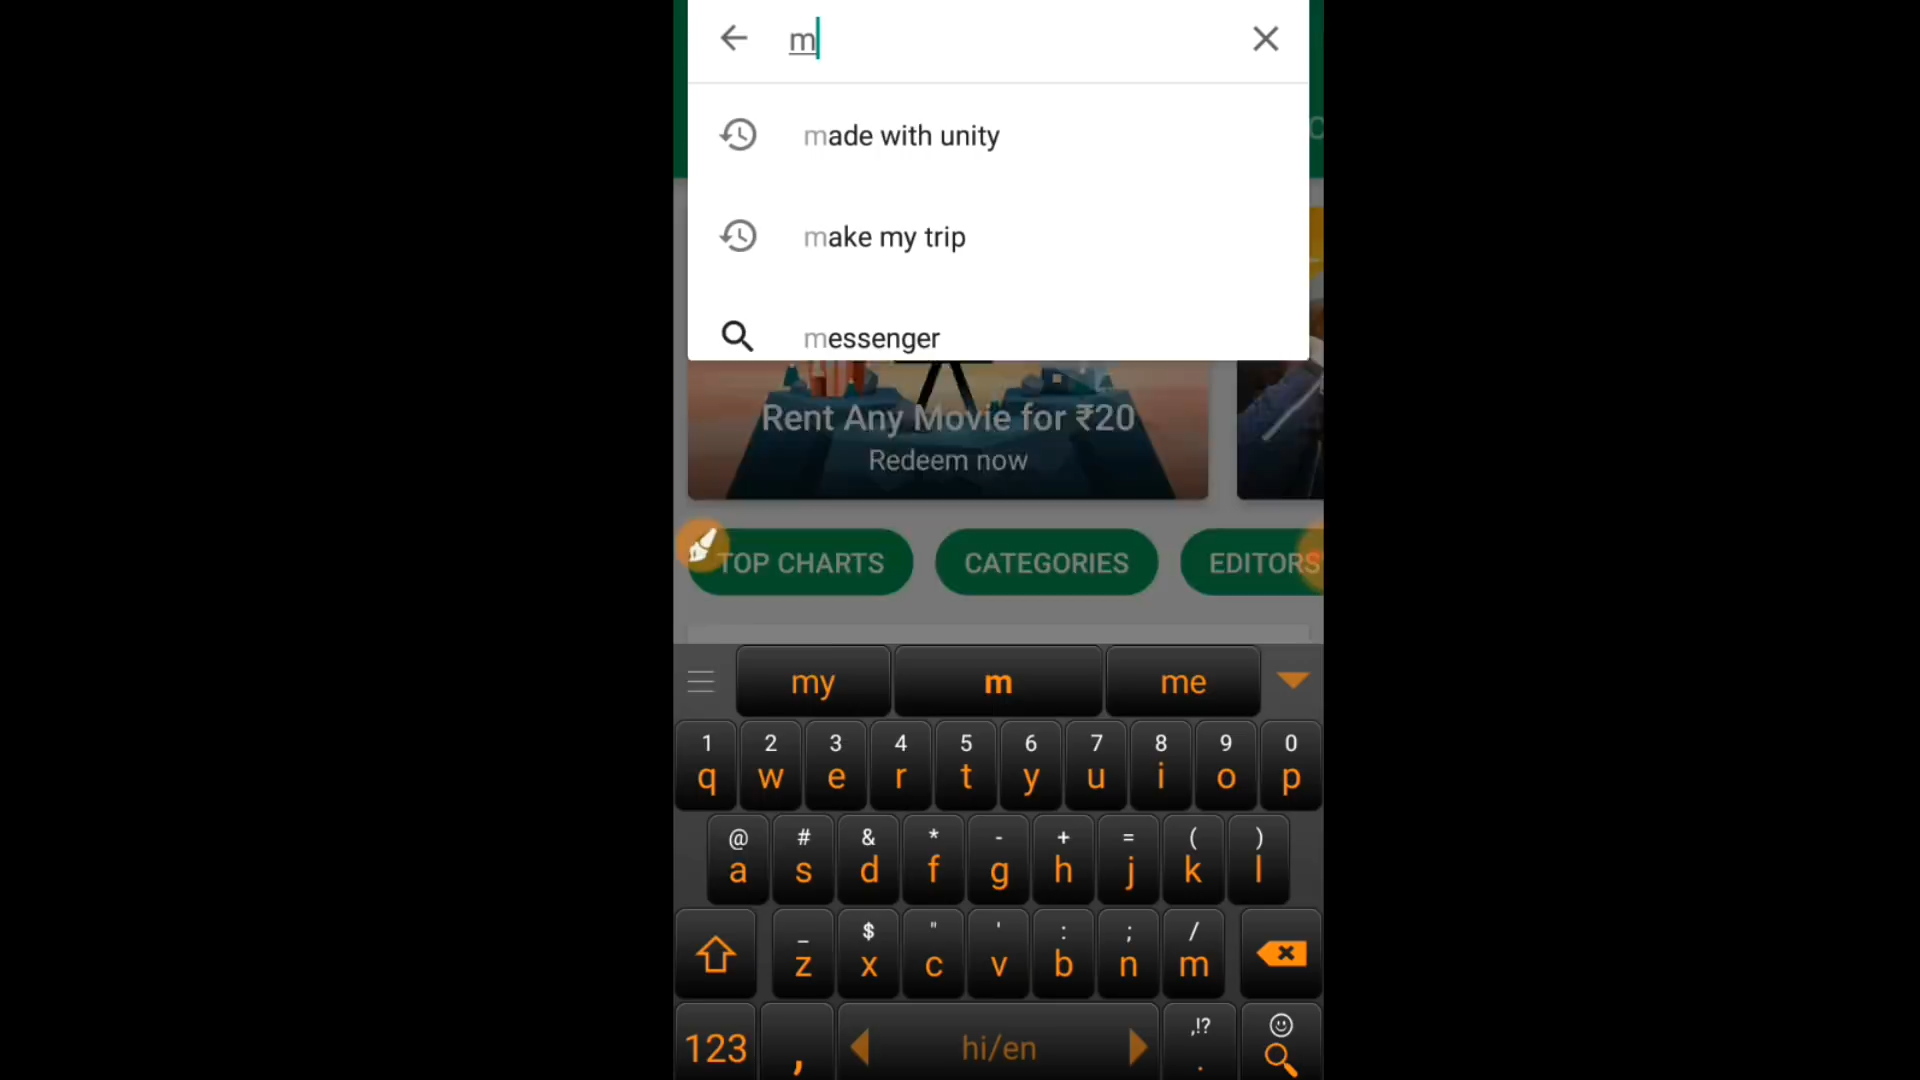 m
made with unity
make my trip
messenger
Rent Any Movie for ₹20
Redeem now
TOP CHARTS CATEGORIES EDITORS
my m me
1 2 3 4 5 6 7 8 9 0
q w e r t y u i o p
@ # & * - + = ( )
a s d f g h j k l
_ $ " ' : ; /
z x c v b n m
,!?
123 , hi/en .